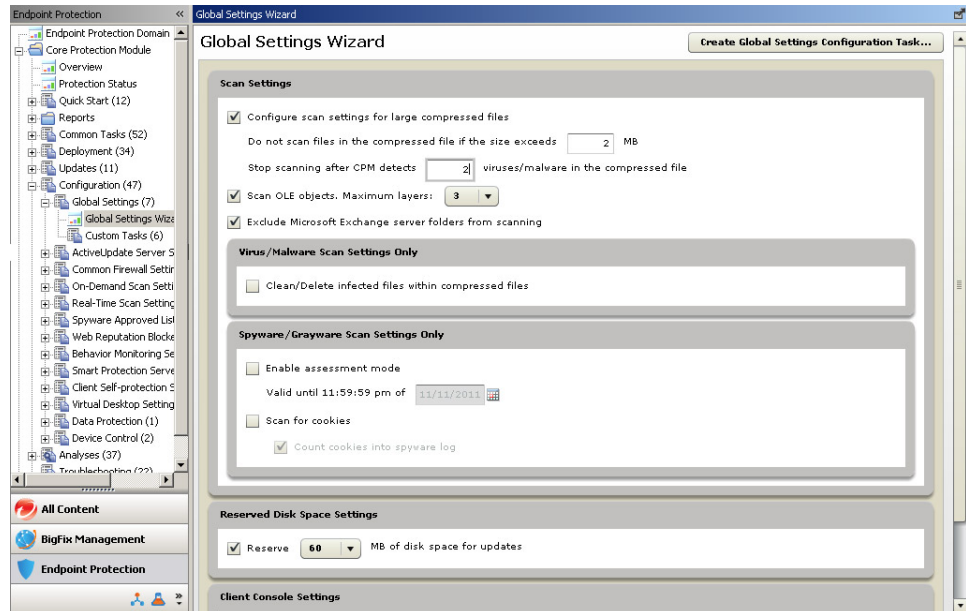 Endpoint Protection
Endpoint Protection Domain
Core Protection Module
Overview
Protection Status
Quick Start (12)
Reports
Common Tasks (52)
Deployment (34)
Updates (11)
Configuration (47)
Global Settings (7)
Global Settings Wiza
Custom Tasks (6)
ActiveUpdate Server S
Common Firewall Settin
On-Demand Scan Setti
Real-Time Scan Setting
Spyware Approved List
Web Reputation Blocke
Behavior Monitoring Se
Smart Protection Serve
Client Self-protection S
Virtual Desktop Setting
Data Protection (1)
Device Control (2)
Analyses (37)
Troubleshooting (22)
All Content
BigFix Management
Endpoint Protection
Global Settings Wizard
Global Settings Wizard
Create Global Settings Configuration Task...
Scan Settings
Configure scan settings for large compressed files
Do not scan files in the compressed file if the size exceeds 2 MB
Stop scanning after CPM detects 2 viruses/malware in the compressed file
Scan OLE objects. Maximum layers: 3
Exclude Microsoft Exchange server folders from scanning
Virus/Malware Scan Settings Only
Clean/Delete infected files within compressed files
Spyware/Grayware Scan Settings Only
Enable assessment mode
Valid until 11:59:59 pm of 11/11/2011
Scan for cookies
Count cookies into spyware log
Reserved Disk Space Settings
Reserve 60 MB of disk space for updates
Client Console Settings